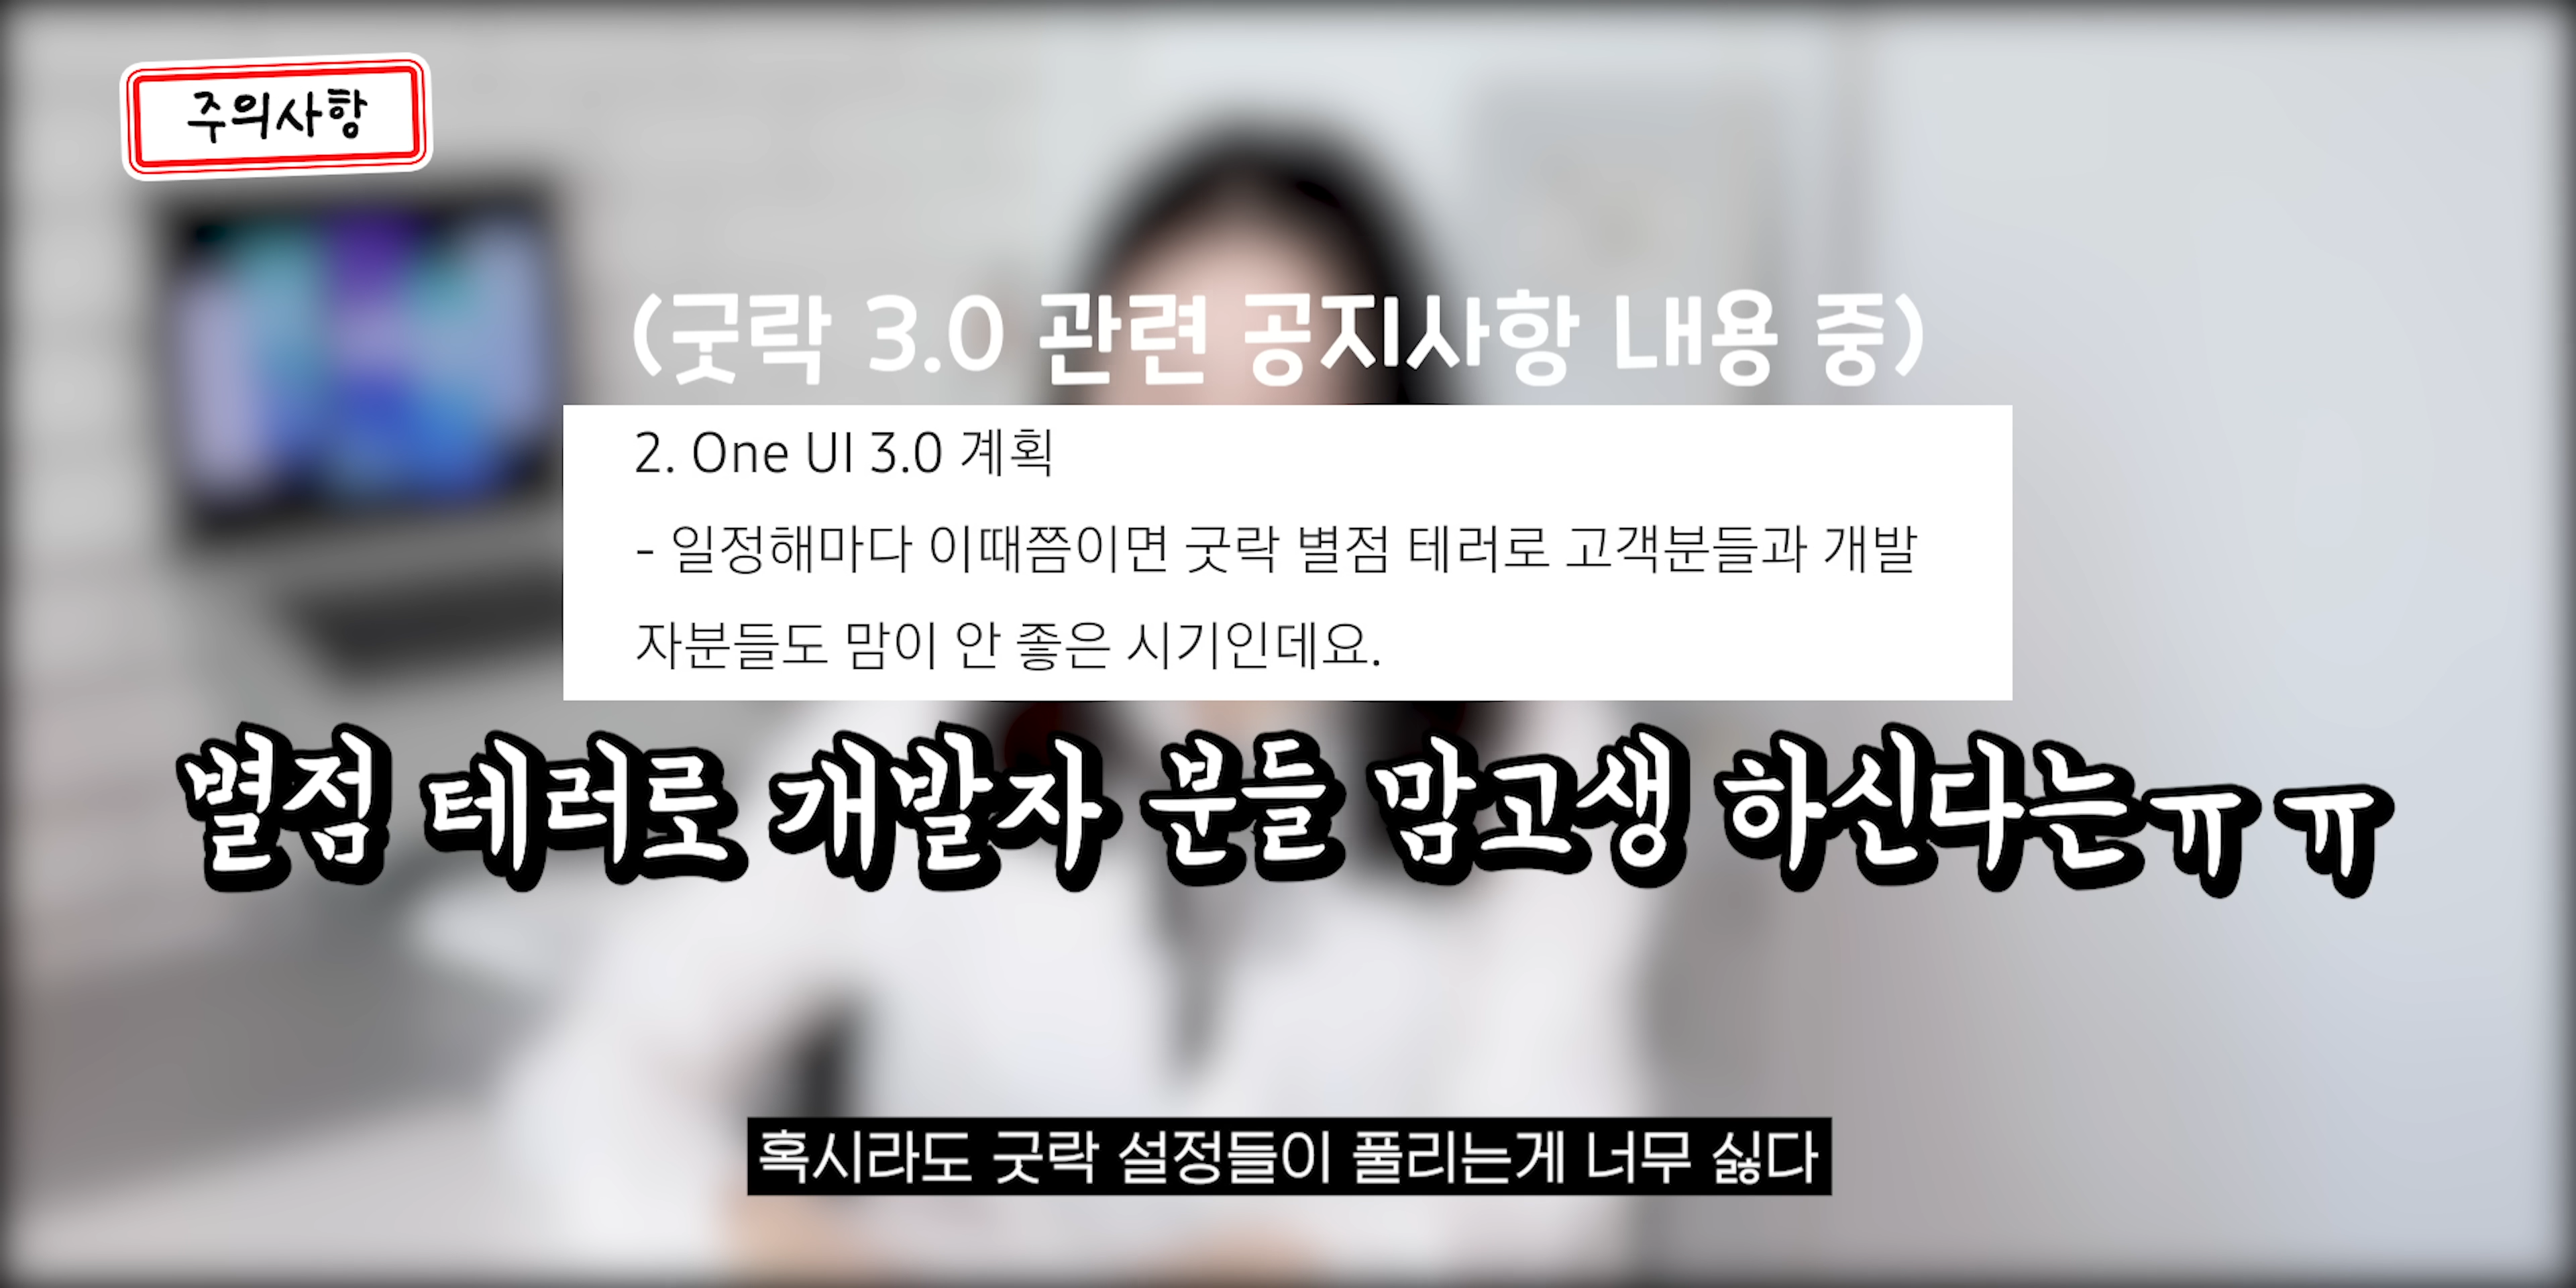 주의사항
(굿락 3.0 관련 공지사항 내용 중)
2. One UI 3.0 계획
- 일정해마다 이때쯤이면 굿락 별점 테러로 고객분들과 개발
자분들도 맘이 안 좋은 시기인데요.
별점 테러로 개발자 분들 맘고생 하신다는ㅠㅠ
혹시라도 굿락 설정들이 풀리는게 너무 싫다